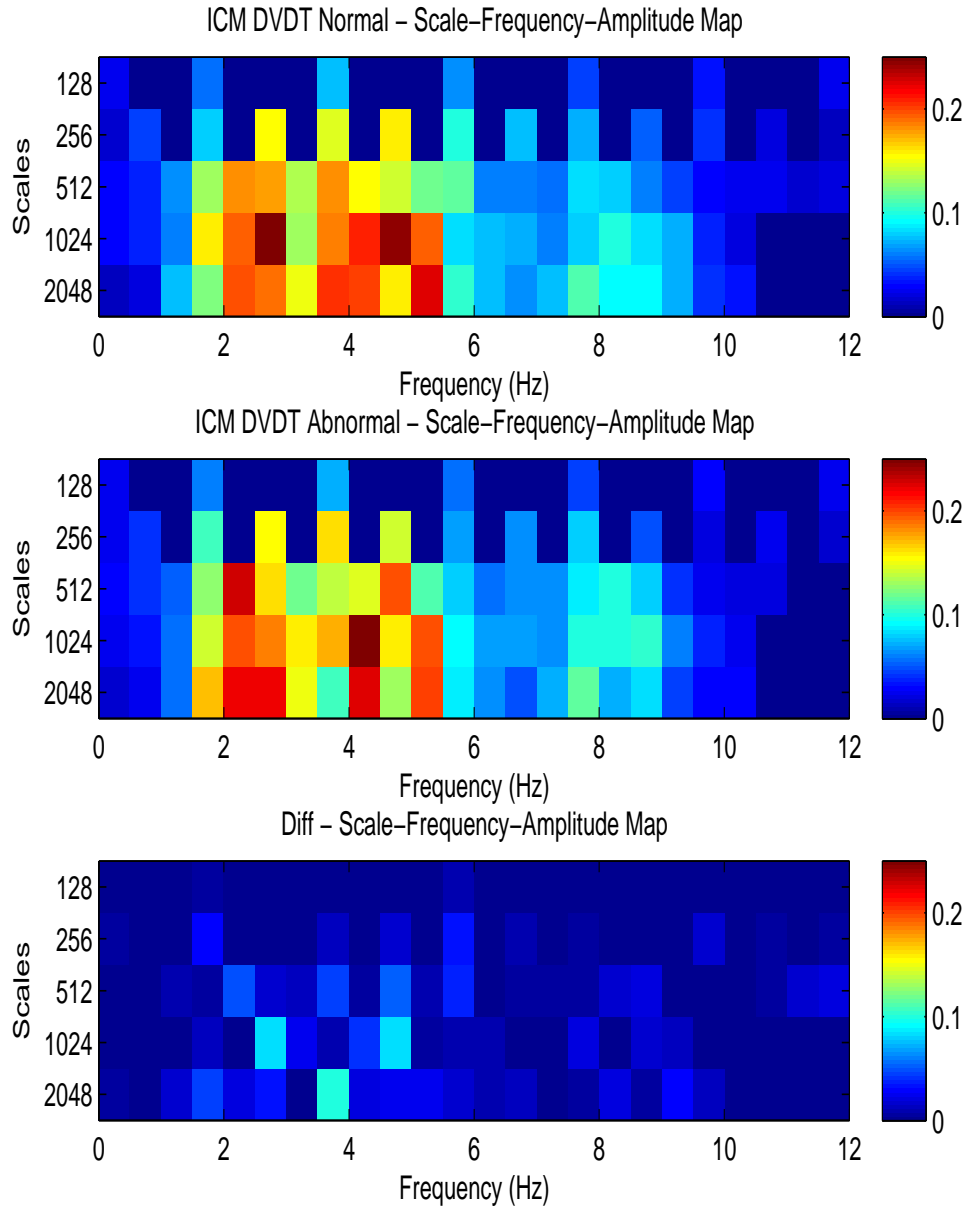 ICM DVDT Normal − Scale−Frequency−Amplitude Map
Scales
128
256
512
1024
2048
0 2 4 6 8 10 12
Frequency (Hz)
0.2
0.1
0
ICM DVDT Abnormal − Scale−Frequency−Amplitude Map
Scales
128
256
512
1024
2048
0 2 4 6 8 10 12
Frequency (Hz)
0.2
0.1
0
Diff − Scale−Frequency−Amplitude Map
Scales
128
256
512
1024
2048
0 2 4 6 8 10 12
Frequency (Hz)
0.2
0.1
0